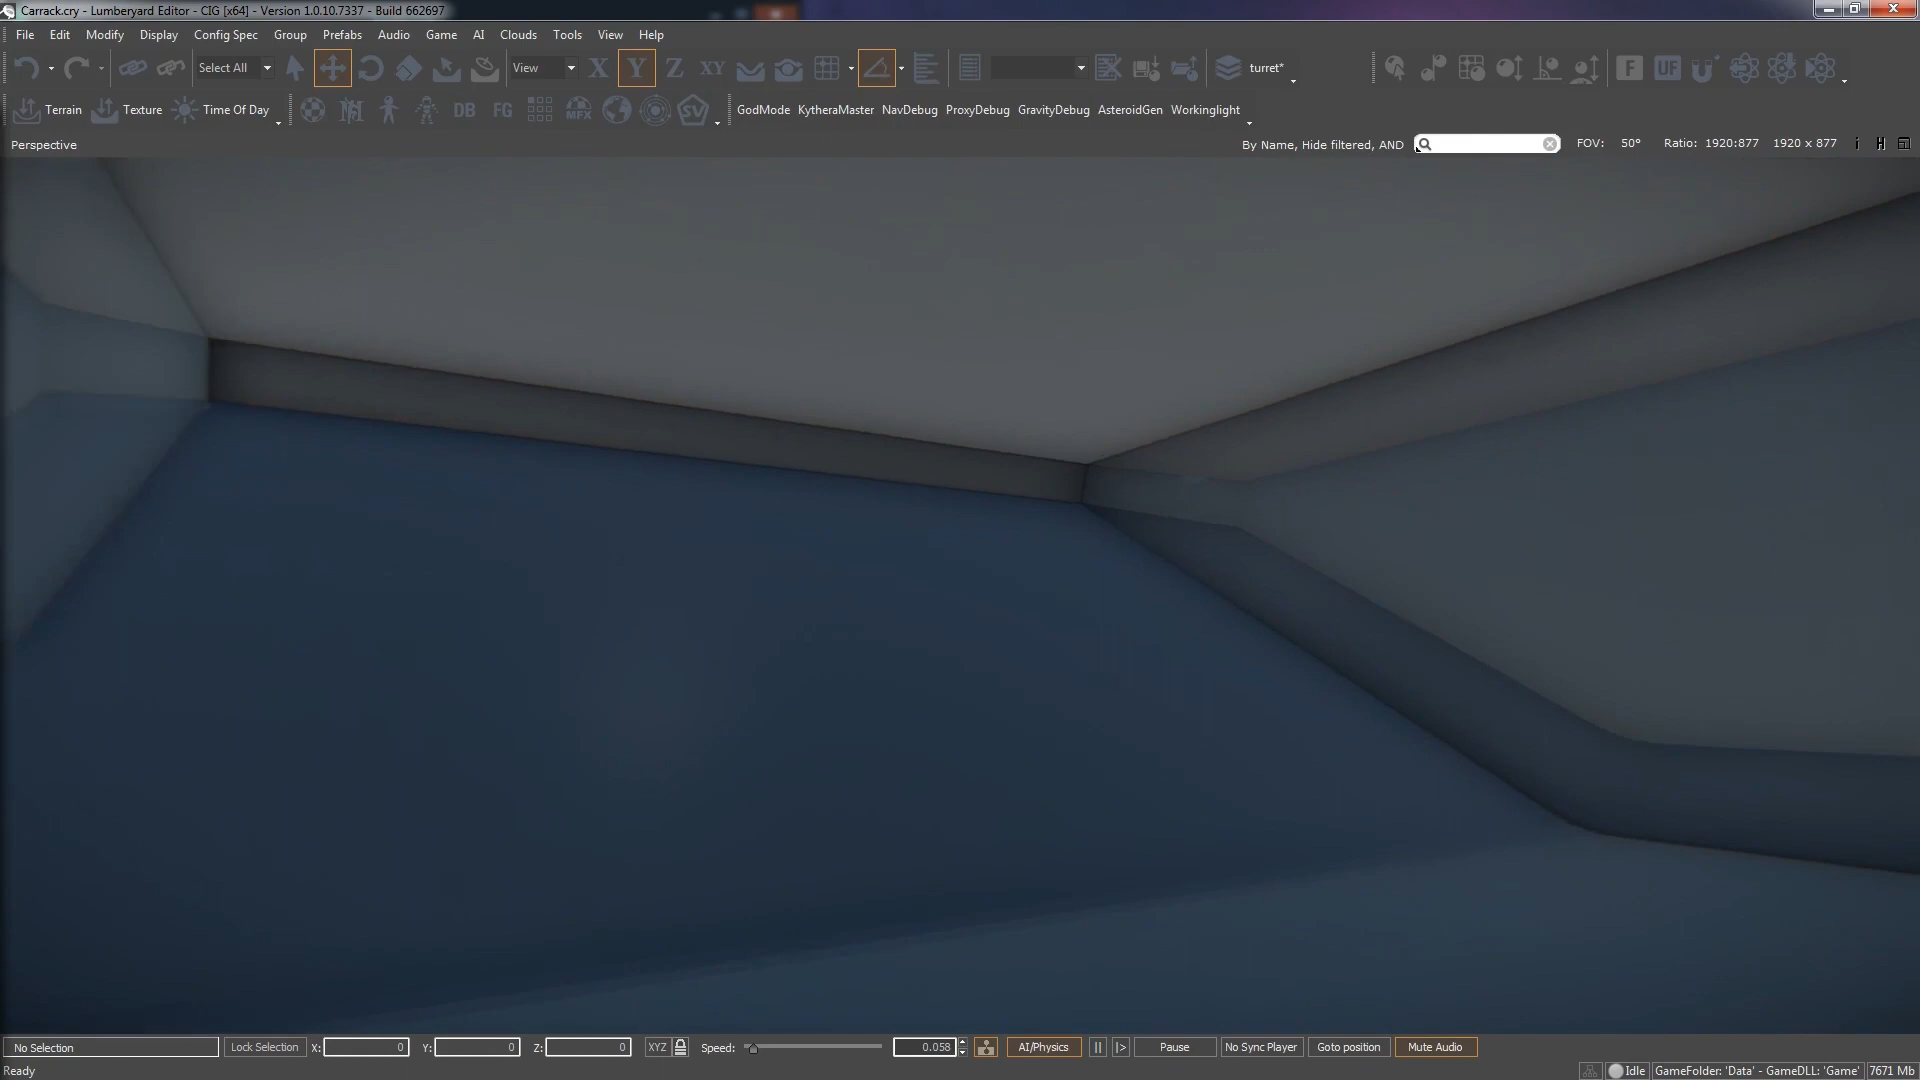 Carrack.cry - Lumberyard Editor - CIG [x64] - Version 1.0.10.7337 - Build 662697
File Edit Modify Display Config Spec Group Prefabs Audio Game AI Clouds Tools View Help
Select All View X Y Z XY turret* F UF
Terrain Texture Time Of Day DB FG MFX SV GodMode KytheraMaster NavDebug ProxyDebug GravityDebug AsteroidGen Workinglight
Perspective By Name, Hide filtered, AND FOV: 50° Ratio: 1920:877 1920 x 877 i H
No Selection Lock Selection X: 0 Y: 0 Z: 0 XYZ Speed: 0.058 AI/Physics || |> Pause No Sync Player Goto position Mute Audio
Ready Idle GameFolder: 'Data' - GameDLL: 'Game' 7671 Mb